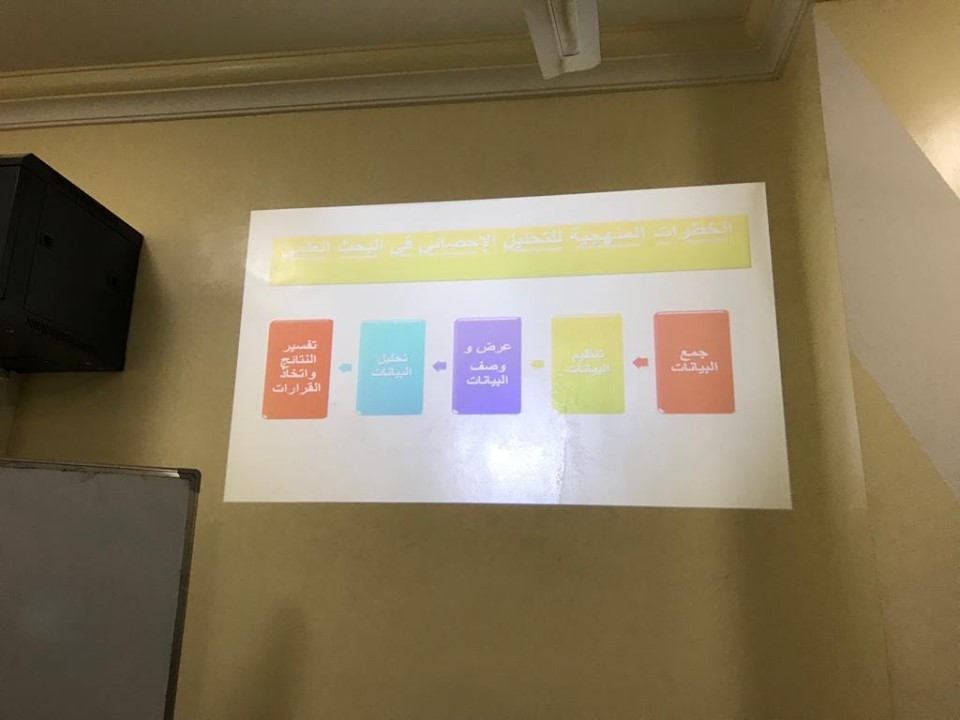 الخطوات المنهجية للتحليل الإحصائي في البحث العلمي
جمع
البيانات
تنظيم
البيانات
عرض و
وصف
البيانات
تحليل
البيانات
تفسير
النتائج
واتخاذ
القرارات